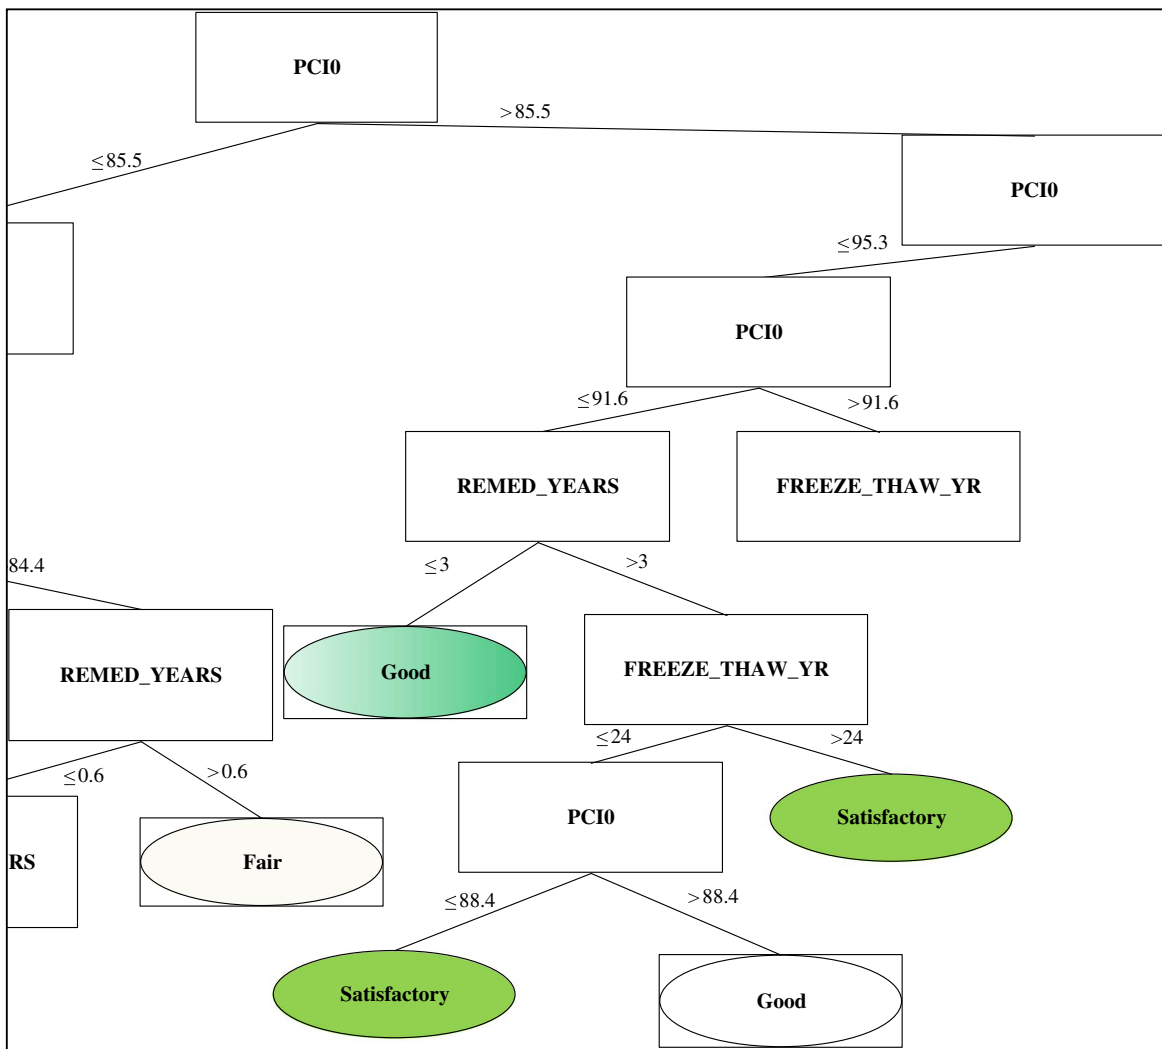 PCI0
>85.5
≤85.5
PCI0
≤95.3
PCI0
≤91.6
>91.6
REMED_YEARS
FREEZE_THAW_YR
≤3
>3
84.4
REMED_YEARS
Good
FREEZE_THAW_YR
≤24
>24
≤0.6
>0.6
PCI0
Satisfactory
RS
Fair
≤88.4
>88.4
Satisfactory
Good